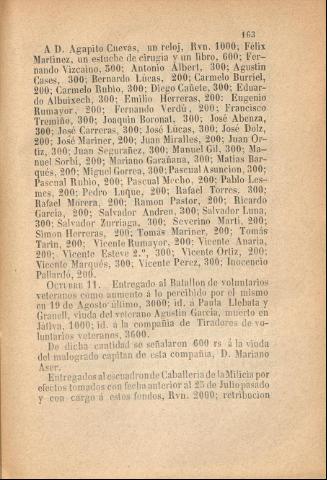 163
A D. Agapito Cuevas, un reloj, Rvn. 1000; Félix
Martinez, un estuche de cirugía y un libro, 600; Fer-
nando Vizcaino, 300; Antonio Albert, 300; Agustin
Cases, 300; Bernardo Lúcas, 200; Carmelo Burriel,
200; Carmelo Rubio, 300; Diego Cañete, 300; Eduar-
do Albuixech, 300; Emilio Herreras, 200; Eugenio
Rumayor, 200; Fernando Verdú, 200; Francisco
Tremiño, 300; Joaquin Boronat, 300; José Abenza,
300; José Carreras, 300; José Lúcas, 300; José Dolz,
200; José Mariner, 200; Juan Miralles, 200; Juan Or-
tiz, 300; Juan Segurañez, 300; Manuel Gil, 300; Ma-
nuel Sorbí, 200; Mariano Garañana, 300; Matias Bar-
qués, 200; Miguel Gorrea, 300; Pascual Asuncion, 300;
Pascual Rubio, 200; Pascual Mocho, 200; Pablo Les-
mes, 200; Pedro Luque, 200; Rafael Torres, 300;
Rafael Morera, 200; Ramon Pastor, 200; Ricardo
Garcia, 200; Salvador Andreu, 300; Salvador Luna,
300; Salvador Zurriaga, 300; Severino Martí, 200;
Simon Herreras, 200; Tomás Mariner, 200; Tomás
Tarin, 200; Vicente Rumayor, 200; Vicente Anaria,
200; Vicente Esteve 2.º, 300; Vicente Ortiz, 200;
Vicente Marqués, 300; Vicente Perez, 300; Inocencio
Pallardó, 200.
OCTUBRE 11. Entregado al Batallon de voluntarios
veteranos como aumento á lo percibido por el mismo
en 19 de Agosto último, 3000; id. a Paula Llebata y
Granell, viuda del veterano Agustin García, muerto en
Játiva, 1000; id. á la compañía de Tiradores de vo-
luntarios veteranos, 3600.
De dicha cantidad se señalaron 600 rs á la viuda
del malogrado capitan de esta compañía, D. Mariano
Aser.
Entregados al escuadron de Caballería de la Milicia por
efectos tomados con fecha anterior al 25 de Julio pasado
y con cargo á estos fondos, Rvn. 2000; retribucion